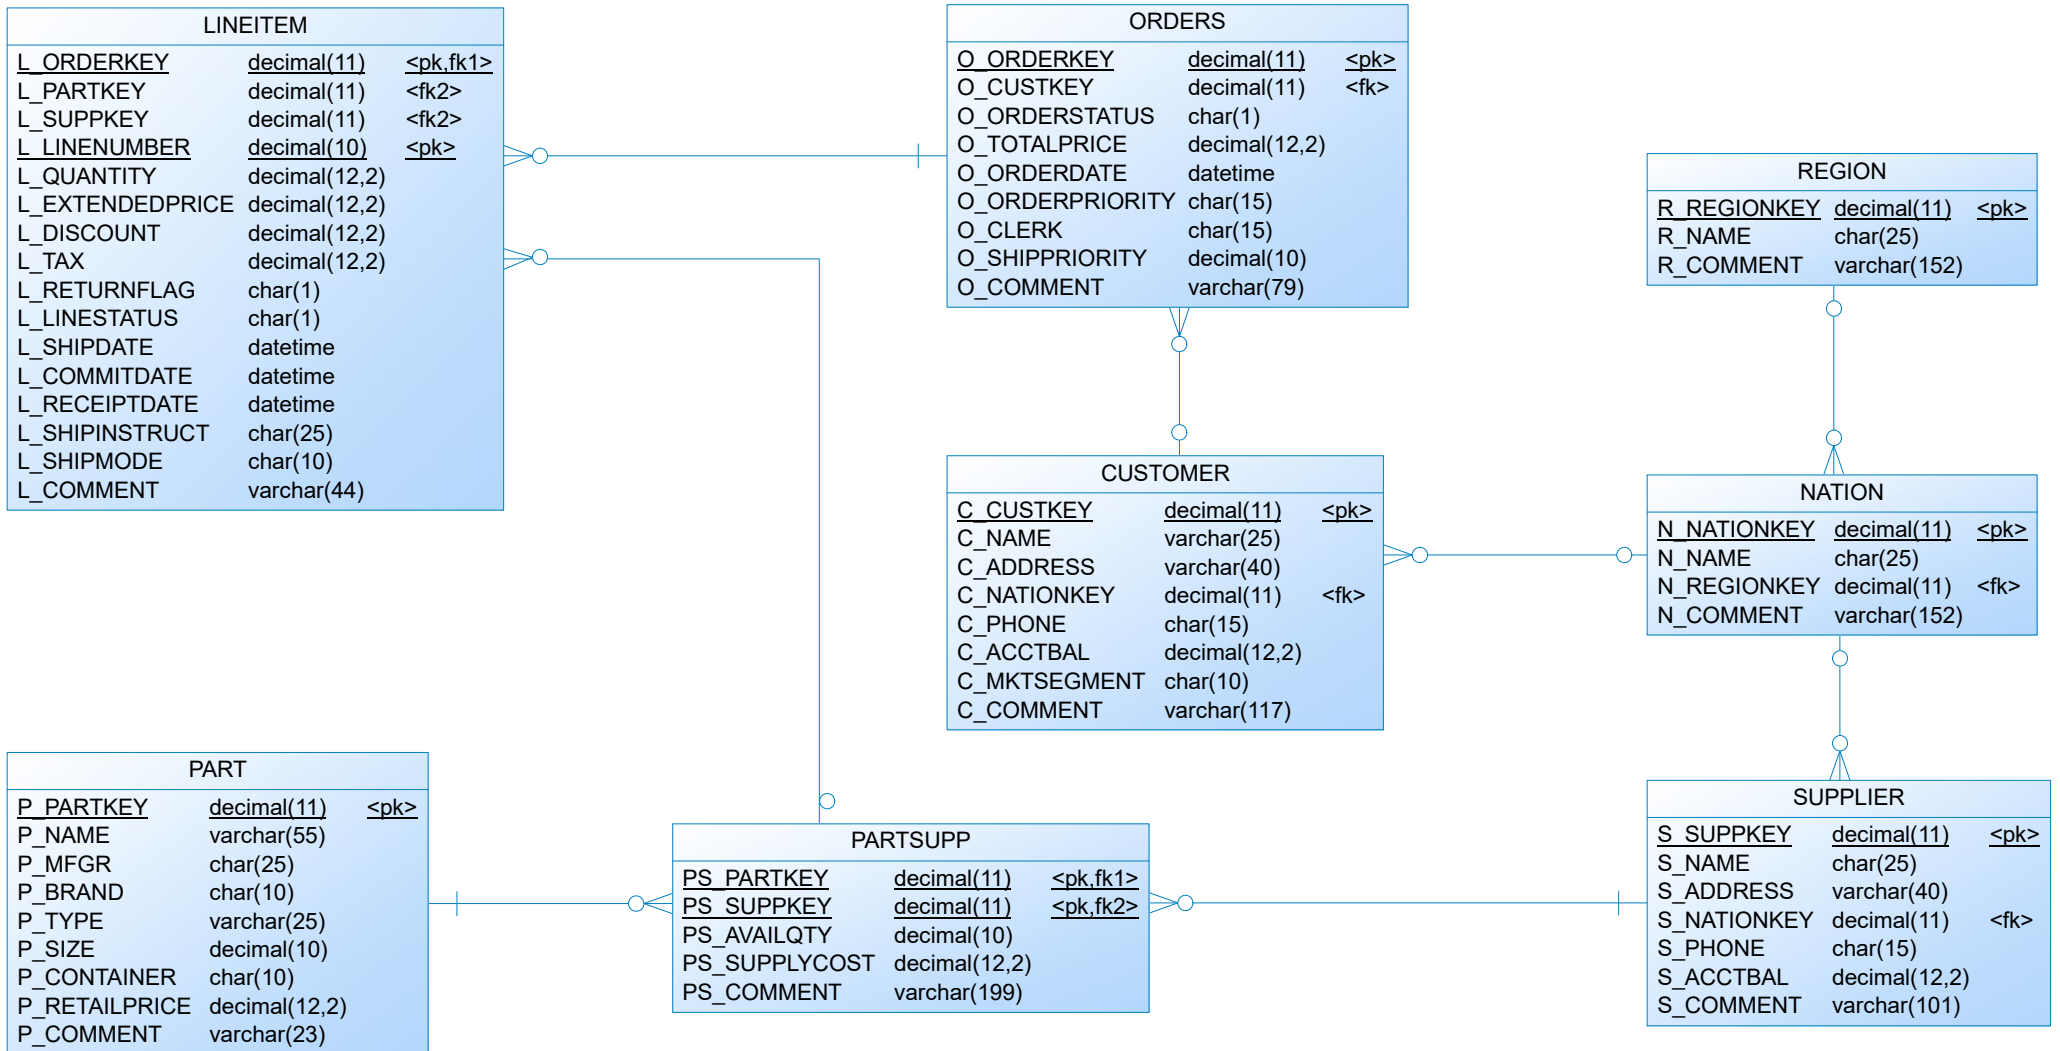 LINEITEM
L_ORDERKEY decimal(11) <pk,fk1>
L_PARTKEY decimal(11) <fk2>
L_SUPPKEY decimal(11) <fk2>
L_LINENUMBER decimal(10) <pk>
L_QUANTITY decimal(12,2)
L_EXTENDEDPRICE decimal(12,2)
L_DISCOUNT decimal(12,2)
L_TAX decimal(12,2)
L_RETURNFLAG char(1)
L_LINESTATUS char(1)
L_SHIPDATE datetime
L_COMMITDATE datetime
L_RECEIPTDATE datetime
L_SHIPINSTRUCT char(25)
L_SHIPMODE char(10)
L_COMMENT varchar(44)
ORDERS
O_ORDERKEY decimal(11) <pk>
O_CUSTKEY decimal(11) <fk>
O_ORDERSTATUS char(1)
O_TOTALPRICE decimal(12,2)
O_ORDERDATE datetime
O_ORDERPRIORITY char(15)
O_CLERK char(15)
O_SHIPPRIORITY decimal(10)
O_COMMENT varchar(79)
REGION
R_REGIONKEY decimal(11) <pk>
R_NAME char(25)
R_COMMENT varchar(152)
CUSTOMER
C_CUSTKEY decimal(11) <pk>
C_NAME varchar(25)
C_ADDRESS varchar(40)
C_NATIONKEY decimal(11) <fk>
C_PHONE char(15)
C_ACCTBAL decimal(12,2)
C_MKTSEGMENT char(10)
C_COMMENT varchar(117)
NATION
N_NATIONKEY decimal(11) <pk>
N_NAME char(25)
N_REGIONKEY decimal(11) <fk>
N_COMMENT varchar(152)
PART
P_PARTKEY decimal(11) <pk>
P_NAME varchar(55)
P_MFGR char(25)
P_BRAND char(10)
P_TYPE varchar(25)
P_SIZE decimal(10)
P_CONTAINER char(10)
P_RETAILPRICE decimal(12,2)
P_COMMENT varchar(23)
PARTSUPP
PS_PARTKEY decimal(11) <pk,fk1>
PS_SUPPKEY decimal(11) <pk,fk2>
PS_AVAILQTY decimal(10)
PS_SUPPLYCOST decimal(12,2)
PS_COMMENT varchar(199)
SUPPLIER
S_SUPPKEY decimal(11) <pk>
S_NAME char(25)
S_ADDRESS varchar(40)
S_NATIONKEY decimal(11) <fk>
S_PHONE char(15)
S_ACCTBAL decimal(12,2)
S_COMMENT varchar(101)